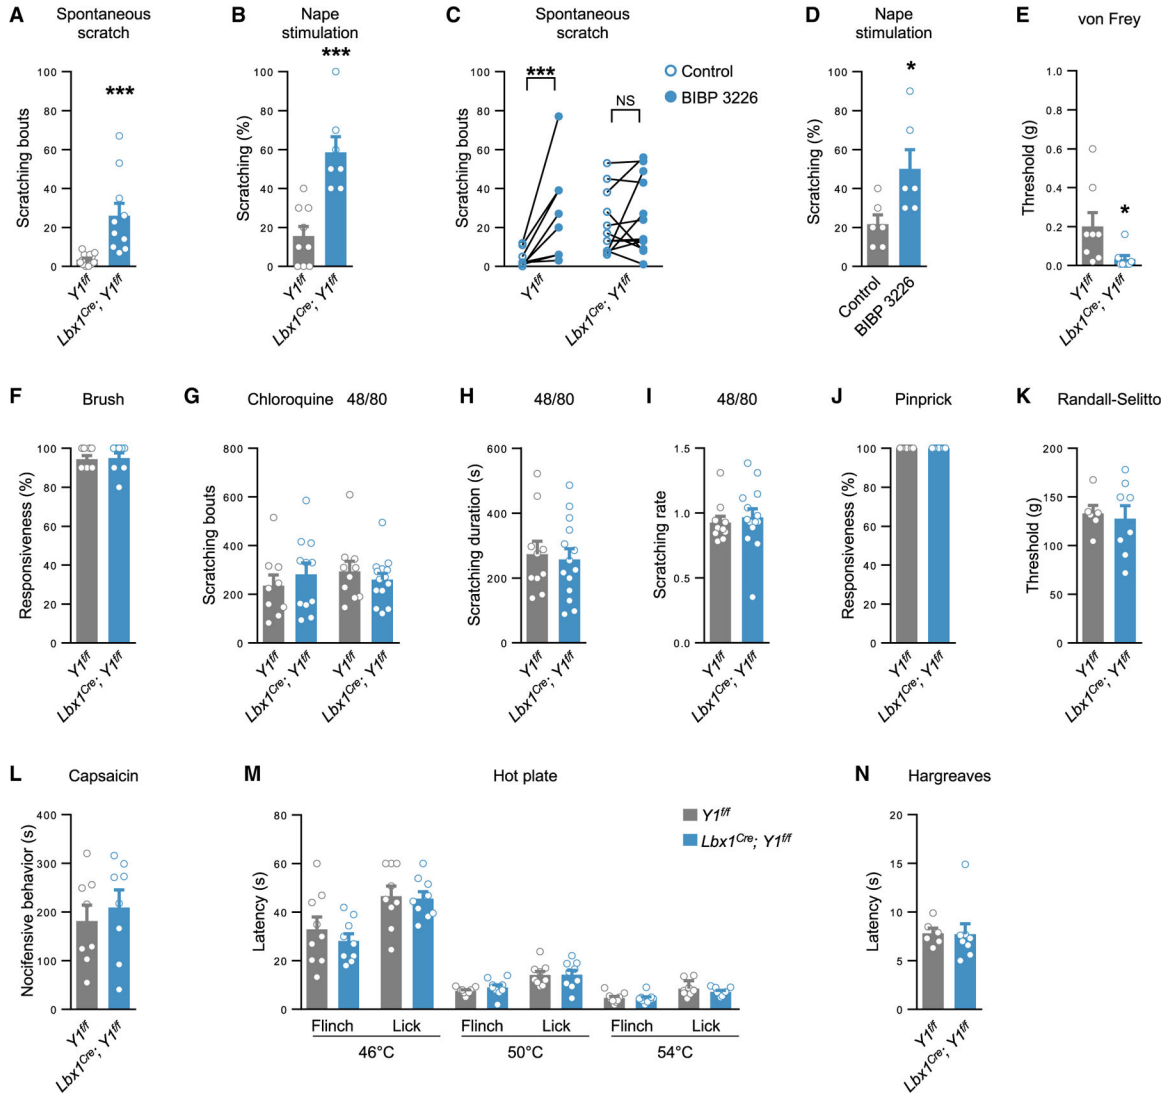 A
Spontaneous
scratch
Scratching bouts
100
80
60
40
20
0
***
Y1f/f
Lbx1Cre; Y1f/f
B
Nape
stimulation
Scratching (%)
100
80
60
40
20
0
***
Y1f/f
Lbx1Cre; Y1f/f
C
Spontaneous
scratch
Scratching bouts
100
80
60
40
20
0
***
NS
Control
BIBP 3226
Y1f/f
Lbx1Cre; Y1f/f
D
Nape
stimulation
Scratching (%)
100
80
60
40
20
0
*
Control
BIBP 3226
E
von Frey
Threshold (g)
1.0
0.8
0.6
0.4
0.2
0.0
*
Y1f/f
Lbx1Cre; Y1f/f
F
Brush
Responsiveness (%)
100
80
60
40
20
0
Y1f/f
Lbx1Cre; Y1f/f
G
Chloroquine 48/80
Scratching bouts
800
600
400
200
0
Y1f/f
Lbx1Cre; Y1f/f
Y1f/f
Lbx1Cre; Y1f/f
H
48/80
Scratching duration (s)
600
400
200
0
Y1f/f
Lbx1Cre; Y1f/f
I
48/80
Scratching rate
1.5
1.0
0.5
0.0
Y1f/f
Lbx1Cre; Y1f/f
J
Pinprick
Responsiveness (%)
100
80
60
40
20
0
Y1f/f
Lbx1Cre; Y1f/f
K
Randall-Selitto
Threshold (g)
200
150
100
50
0
Y1f/f
Lbx1Cre; Y1f/f
L
Capsaicin
Nocifensive behavior (s)
400
300
200
100
0
Y1f/f
Lbx1Cre; Y1f/f
M
Hot plate
Latency (s)
80
60
40
20
0
Y1f/f
Lbx1Cre; Y1f/f
Flinch Lick Flinch Lick Flinch Lick
46°C 50°C 54°C
N
Hargreaves
Latency (s)
20
15
10
5
0
Y1f/f
Lbx1Cre; Y1f/f